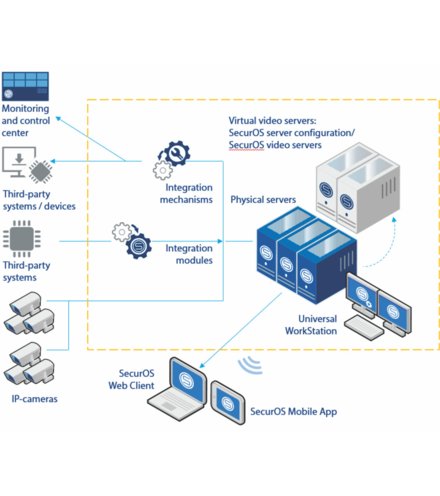 Monitoring
and control
center
Virtual video servers:
SecurOS server configuration/
SecurOS video servers
Third-party
systems / devices
Integration
mechanisms
Physical servers
Third-party
systems
Integration
modules
Universal
WorkStation
IP-cameras
SecurOS
Web Client
SecurOS Mobile App